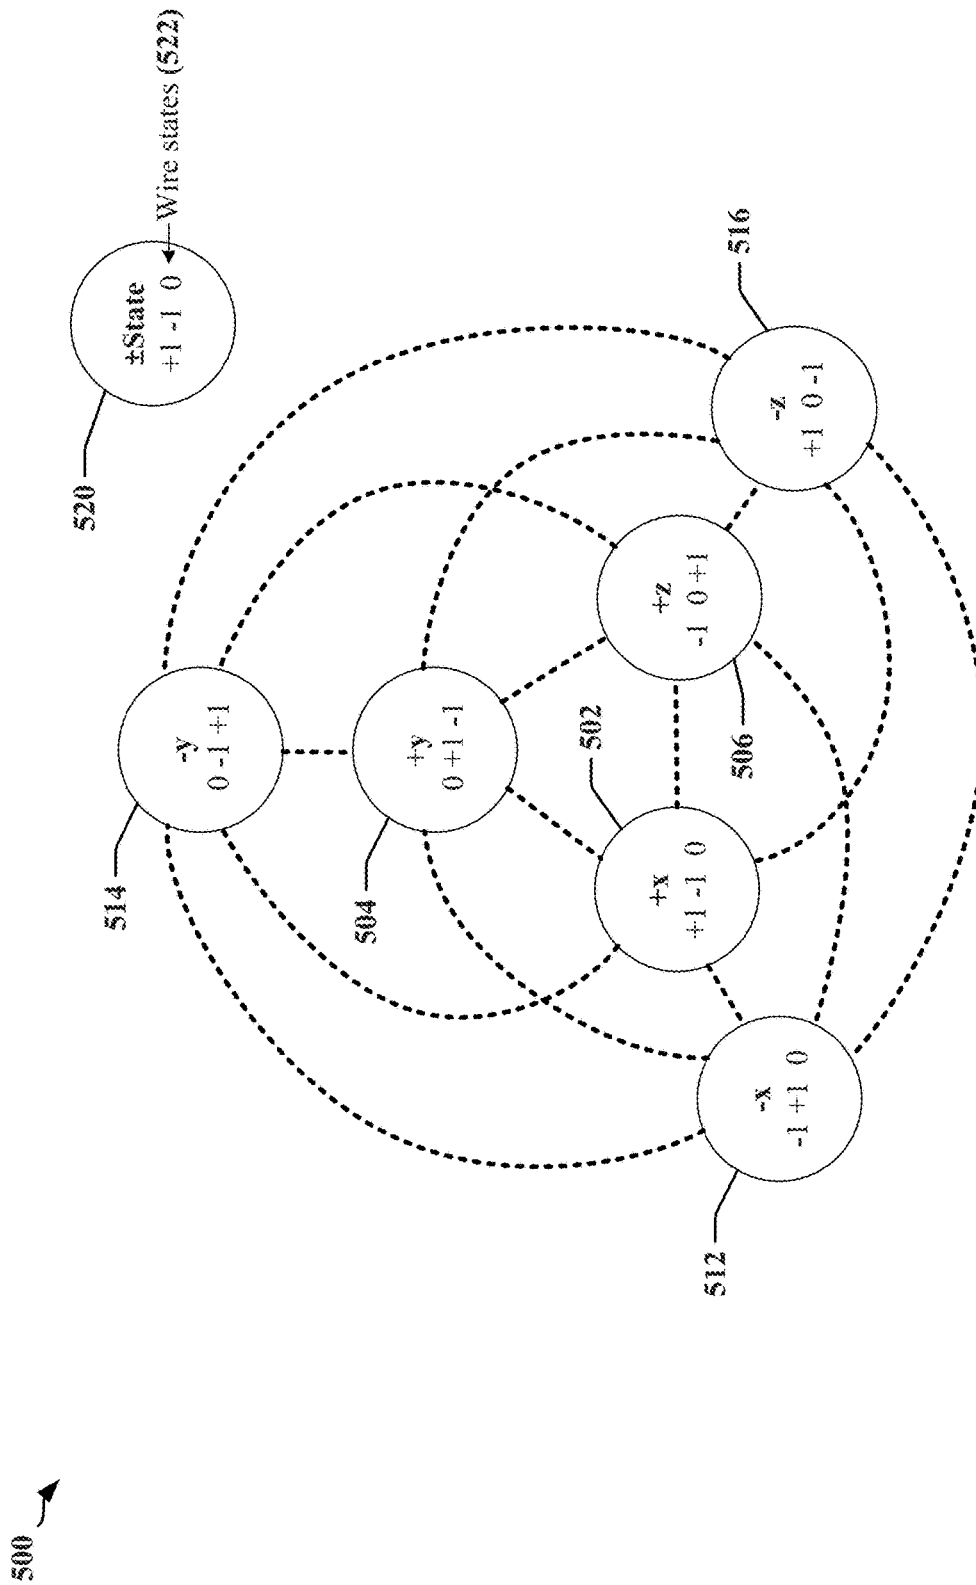 500
520
±State
+1 -1 0
Wire states (522)
514
-y
0 -1 +1
504
+y
0 +1 -1
502
+x
+1 -1 0
506
+z
-1 0 +1
512
-x
-1 +1 0
516
-z
+1 0 -1